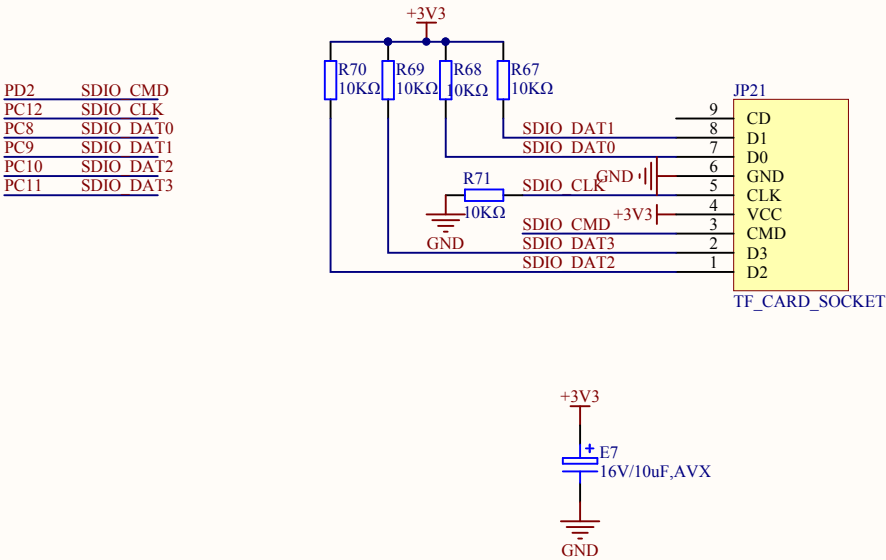 +3V3
R70
10KΩ
R69
10KΩ
R68
10KΩ
R67
10KΩ
PD2 SDIO_CMD
PC12 SDIO_CLK
PC8 SDIO_DAT0
PC9 SDIO_DAT1
PC10 SDIO_DAT2
PC11 SDIO_DAT3
JP21
9 CD
SDIO_DAT1 8 D1
SDIO_DAT0 7 D0
GND 6 GND
R71
10KΩ
SDIO_CLK 5 CLK
+3V3 4 VCC
GND
SDIO_CMD 3 CMD
SDIO_DAT3 2 D3
SDIO_DAT2 1 D2
TF_CARD_SOCKET
+3V3
E7
16V/10uF,AVX
GND